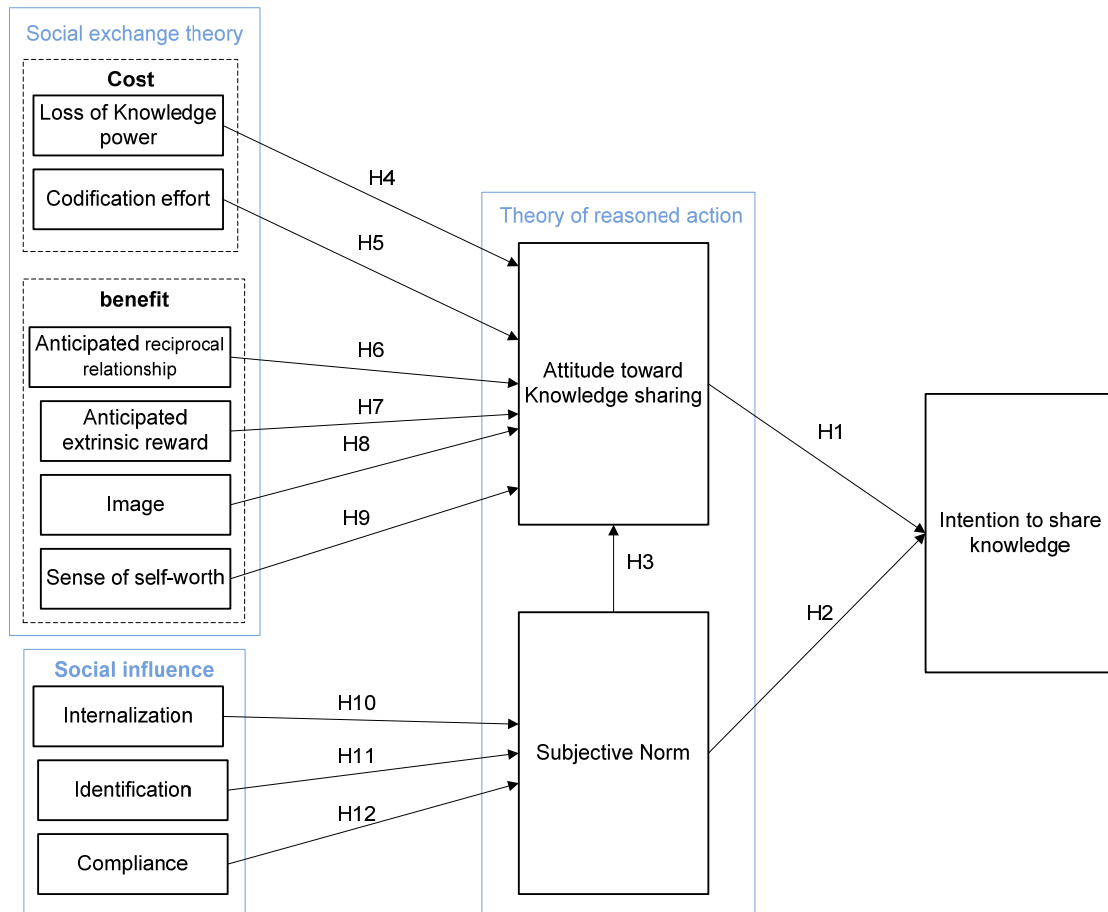 Social exchange theory
Cost
Loss of Knowledge
power
Codification effort
benefit
Anticipated reciprocal
relationship
Anticipated
extrinsic reward
Image
Sense of self-worth
Social influence
Internalization
Identification
Compliance
H4
H5
H6
H7
H8
H9
H10
H11
H12
Theory of reasoned action
Attitude toward
Knowledge sharing
H3
Subjective Norm
H1
H2
Intention to share
knowledge